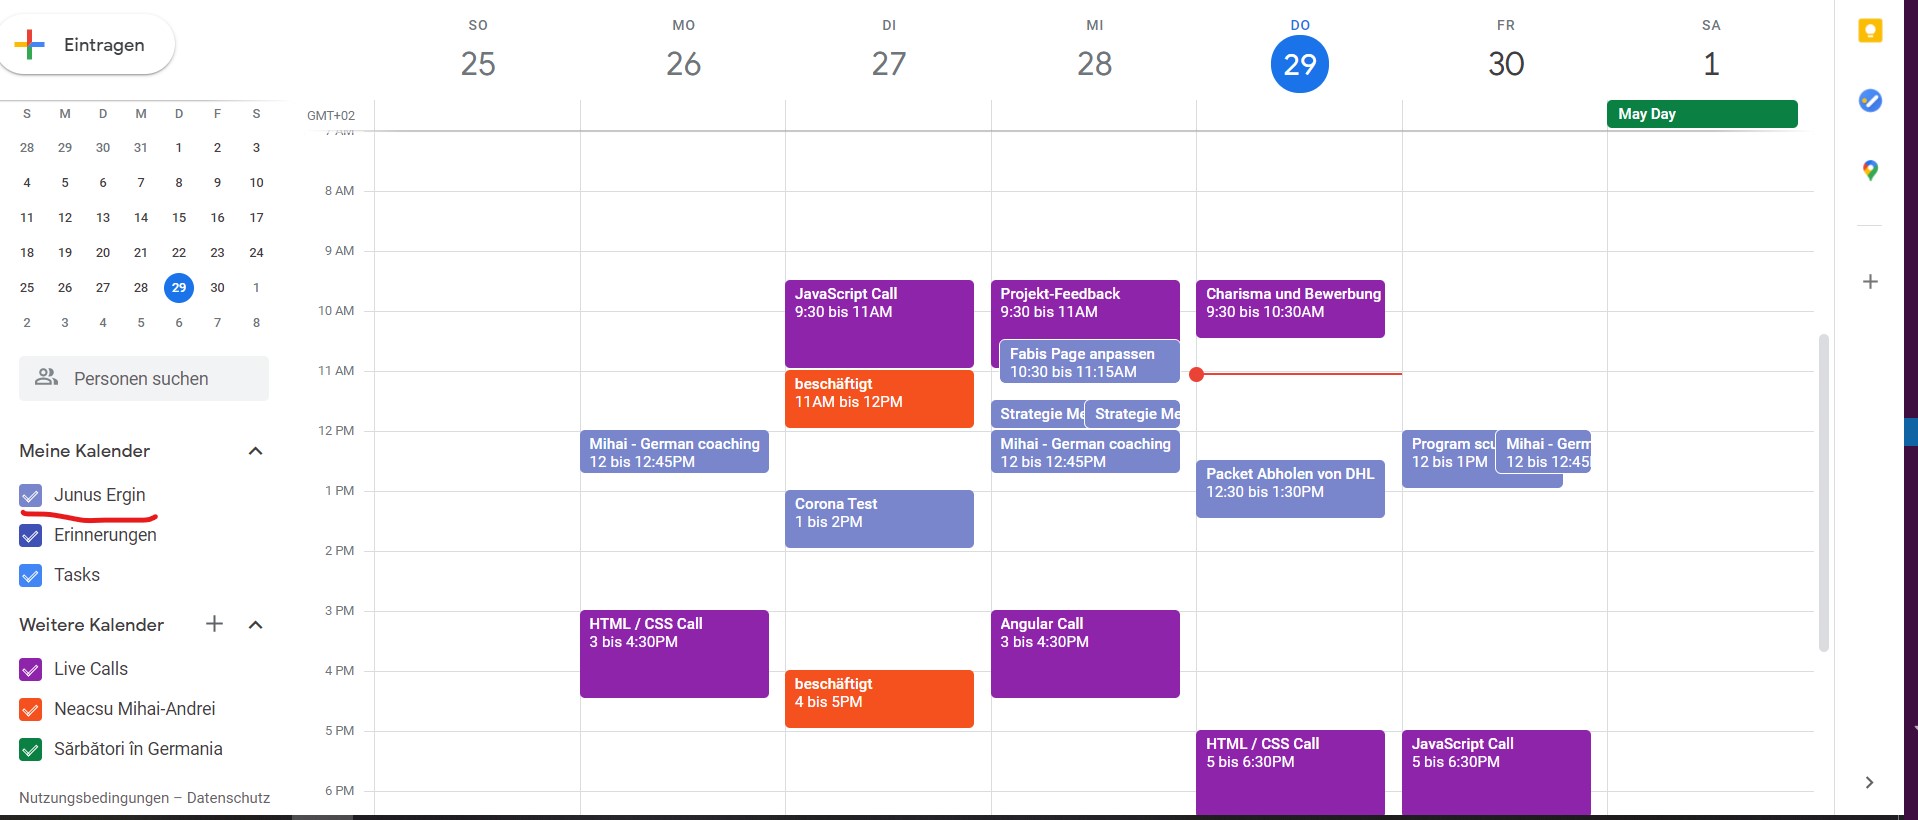 Eintragen
SO MO DI MI DO FR SA
25 26 27 28 29 30 1
GMT+02
May Day
S M D M D F S
28 29 30 31 1 2 3
4 5 6 7 8 9 10
11 12 13 14 15 16 17
18 19 20 21 22 23 24
25 26 27 28 29 30 1
2 3 4 5 6 7 8
Personen suchen
Meine Kalender
Junus Ergin
Erinnerungen
Tasks
Weitere Kalender
Live Calls
Neacsu Mihai-Andrei
Sărbători în Germania
Nutzungsbedingungen – Datenschutz
7 AM
8 AM
9 AM
10 AM
11 AM
12 PM
1 PM
2 PM
3 PM
4 PM
5 PM
6 PM
Mihai - German coaching
12 bis 12:45PM
HTML / CSS Call
3 bis 4:30PM
JavaScript Call
9:30 bis 11AM
beschäftigt
11AM bis 12PM
Corona Test
1 bis 2PM
beschäftigt
4 bis 5PM
Projekt-Feedback
9:30 bis 11AM
Fabis Page anpassen
10:30 bis 11:15AM
Strategie Me
Strategie Me
Mihai - German coaching
12 bis 12:45PM
Angular Call
3 bis 4:30PM
Charisma und Bewerbung
9:30 bis 10:30AM
Packet Abholen von DHL
12:30 bis 1:30PM
HTML / CSS Call
5 bis 6:30PM
Program scu
12 bis 1PM
Mihai - Germ
12 bis 12:45
JavaScript Call
5 bis 6:30PM